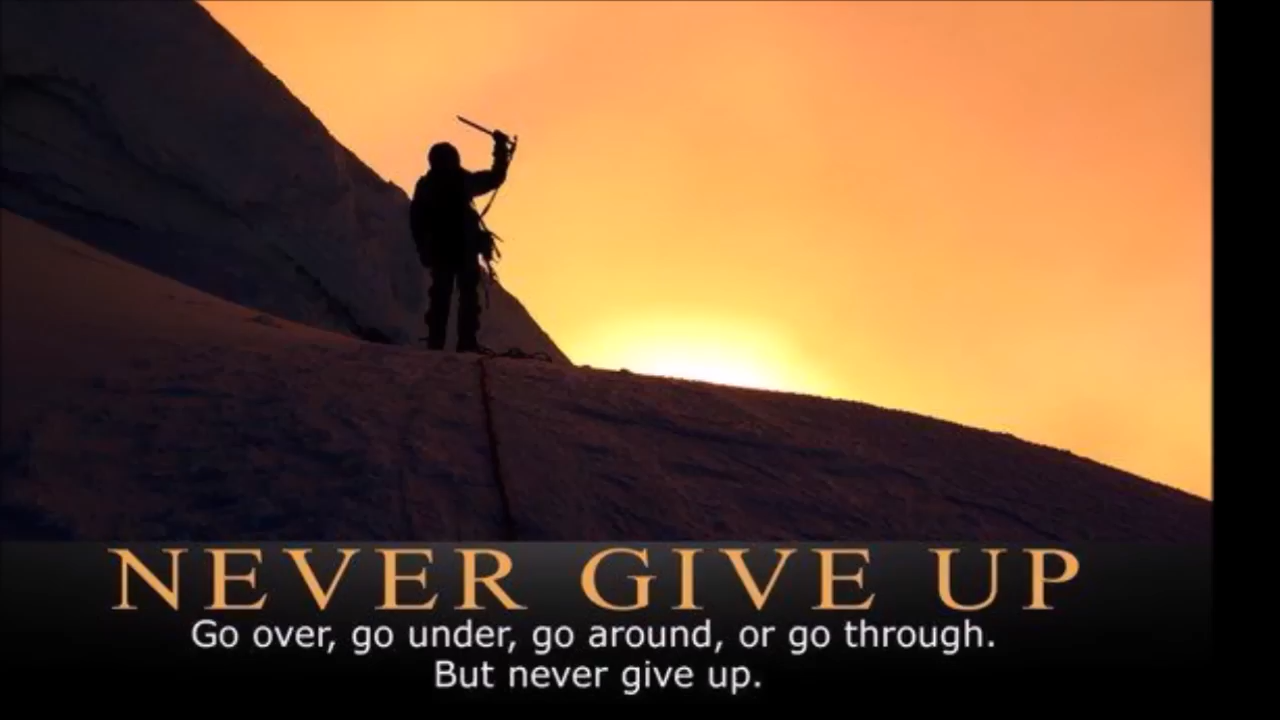 NEVER GIVE UP
Go over, go under, go around, or go through.
But never give up.